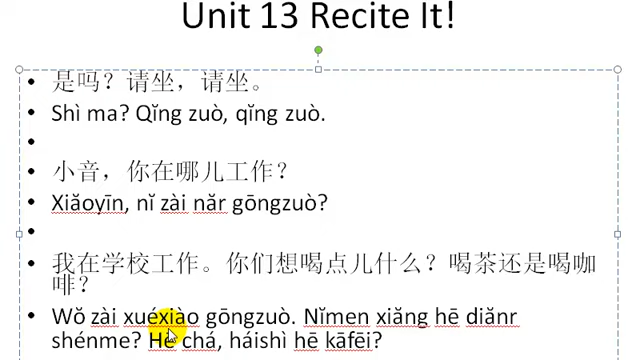 Unit 13 Recite It!
是吗？请坐，请坐。
Shì ma? Qǐng zuò, qǐng zuò.
小音，你在哪儿工作？
Xiǎoyīn, nǐ zài nǎr gōngzuò?
我在学校工作。你们想喝点儿什么？喝茶还是喝咖
啡？
Wǒ zài xuéxiào gōngzuò. Nǐmen xiǎng hē diǎnr
shénme? Hē chá, háishì hē kāfēi?